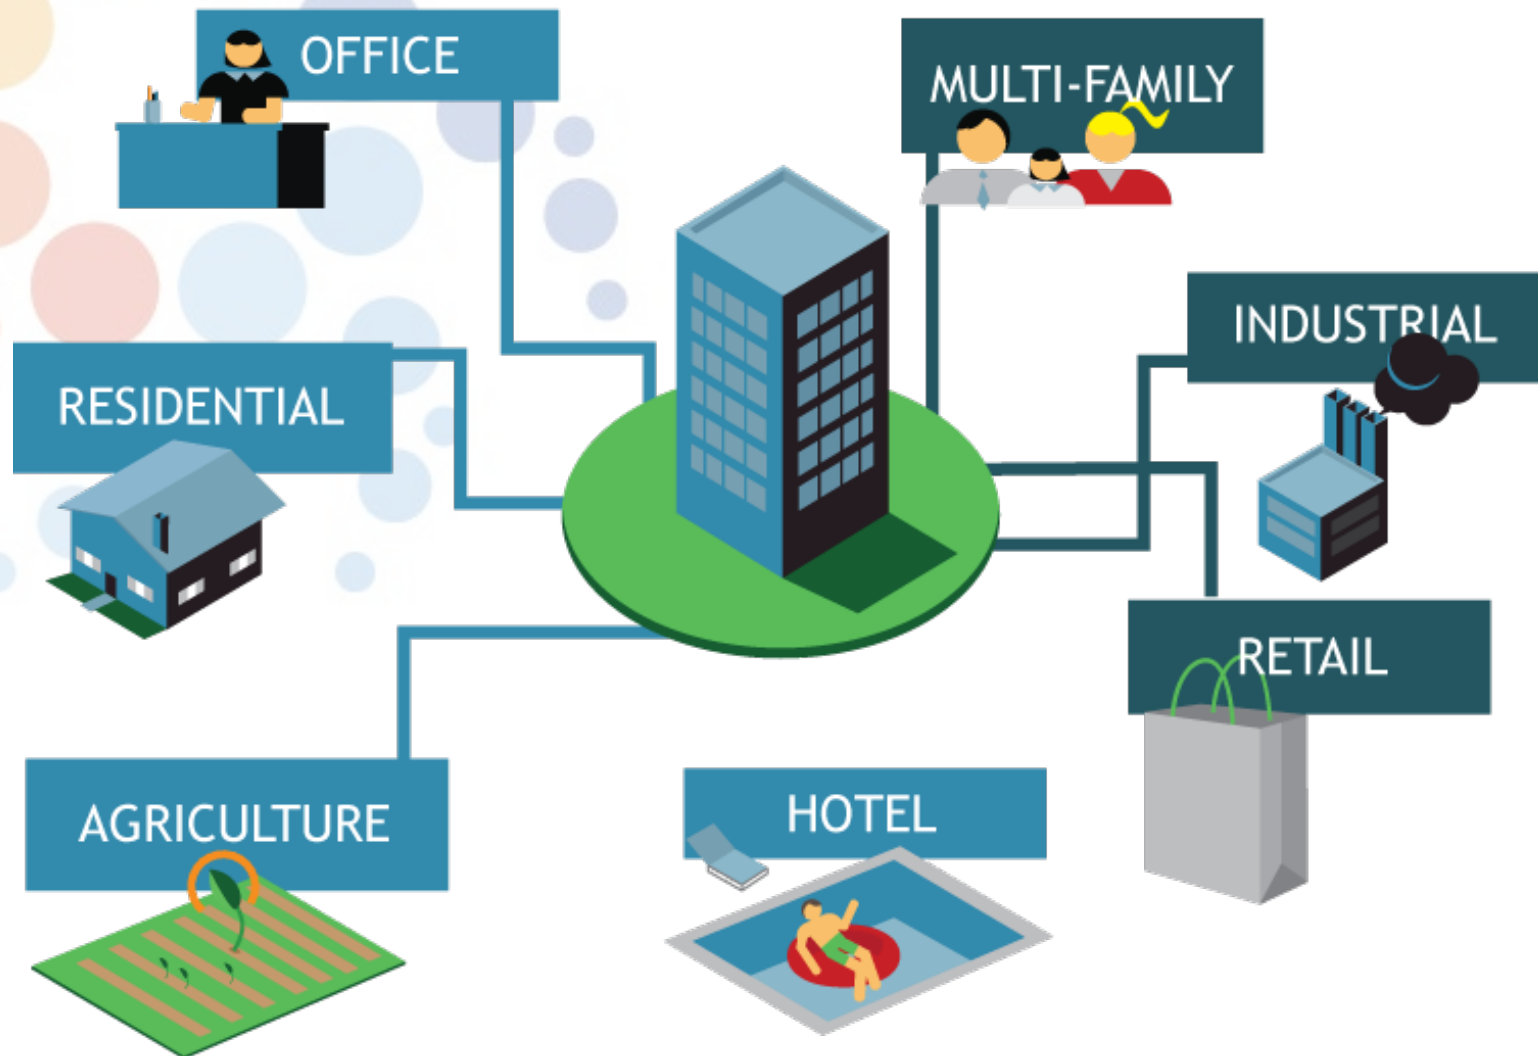 OFFICE
MULTI-FAMILY
INDUSTRIAL
RESIDENTIAL
RETAIL
AGRICULTURE
HOTEL